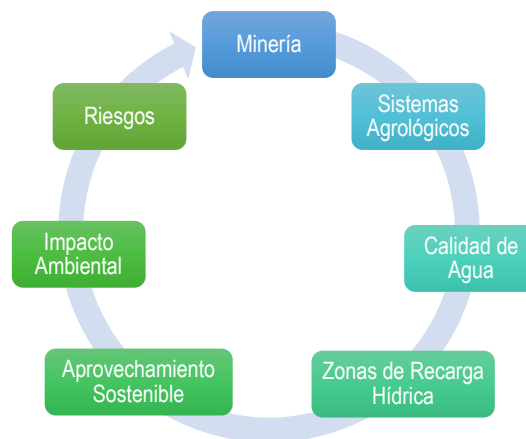 Minería
Sistemas
Agrológicos
Calidad de
Agua
Zonas de Recarga
Hídrica
Aprovechamiento
Sostenible
Impacto
Ambiental
Riesgos